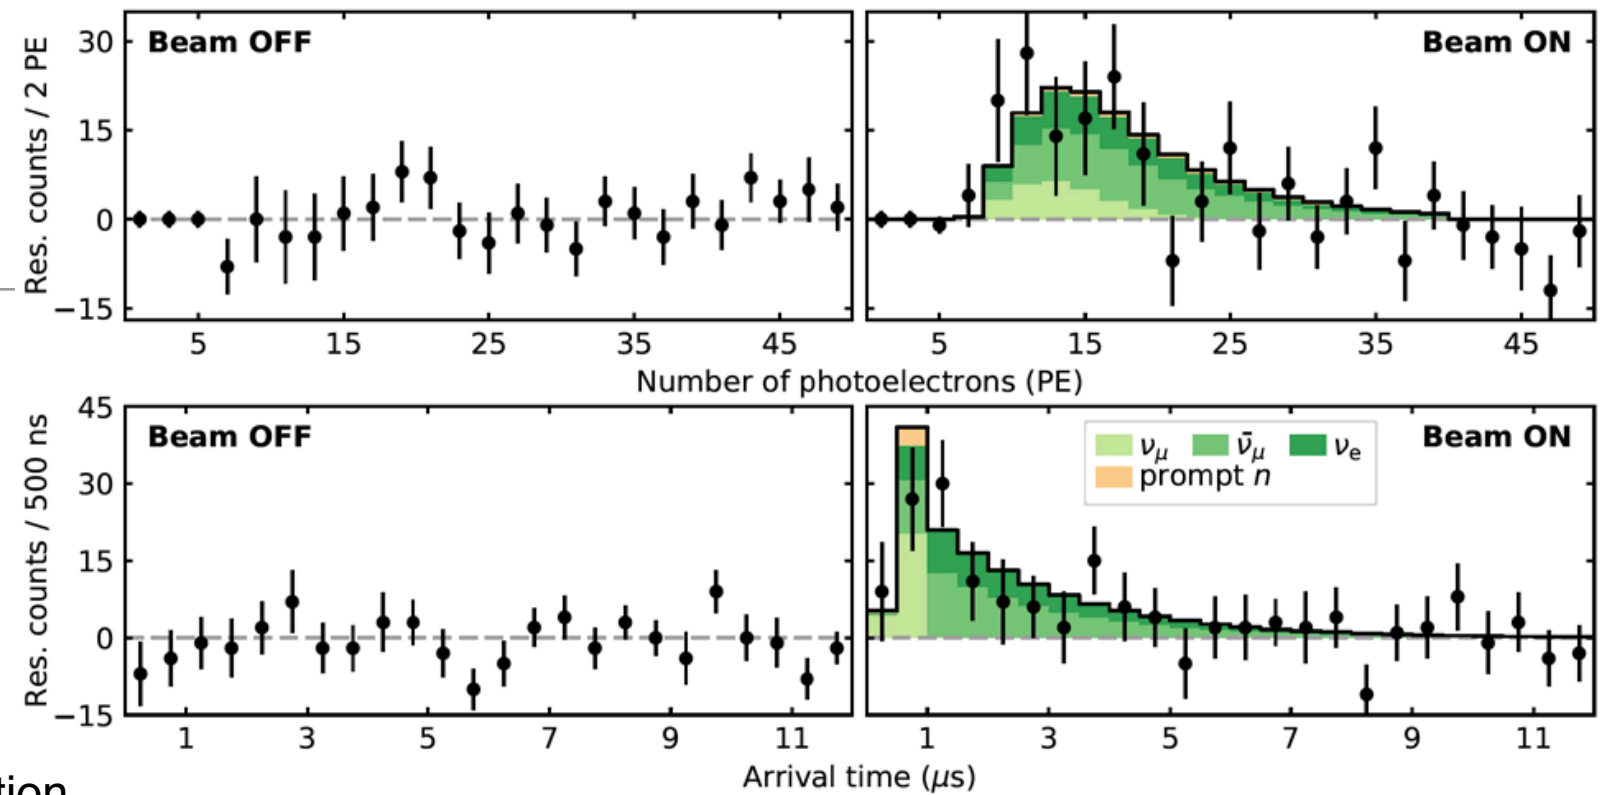 Beam OFF
Beam ON
Res. counts / 2 PE
30
15
0
−15
5 15 25 35 45
5 15 25 35 45
Number of photoelectrons (PE)
Beam OFF
Beam ON
Res. counts / 500 ns
45
30
15
0
−15
νμ ν̄μ νe
prompt n
1 3 5 7 9 11
1 3 5 7 9 11
Arrival time (μs)
tion